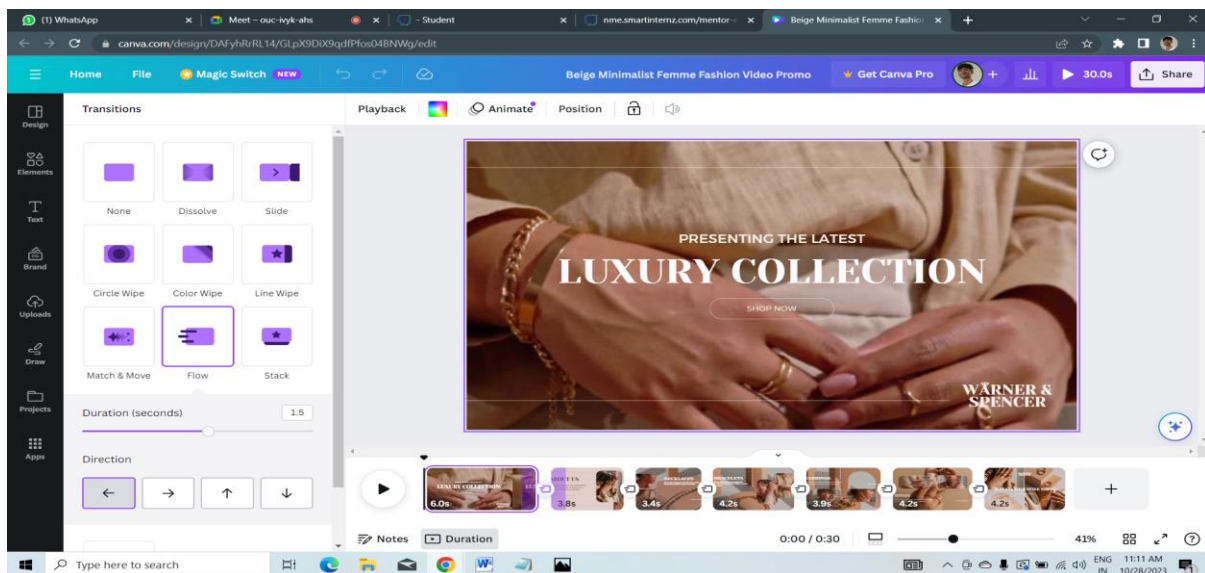 (1) WhatsApp
Meet – ouc-ivyk-ahs
- Student
nme.smartinternz.com/mentor-
Beige Minimalist Femme Fashio
canva.com/design/DAFyhRrRL14/GLpX9DiX9qdfPfos04BNWg/edit
Home File Magic Switch NEW
Beige Minimalist Femme Fashion Video Promo
Get Canva Pro
30.0s
Share
Design
Elements
Text
Brand
Uploads
Draw
Projects
Apps
Transitions
None Dissolve Slide
Circle Wipe Color Wipe Line Wipe
Match & Move Flow Stack
Duration (seconds) 1.5
Direction
Playback Animate Position
PRESENTING THE LATEST
LUXURY COLLECTION
SHOP NOW
WARNER &
SPENCER
LUXURY COLLECTION
ABOUT US
6.0s 3.8s 3.4s 4.2s 3.9s 4.2s 4.2s
Notes Duration
0:00 / 0:30
41%
Type here to search
ENG 11:11 AM
IN 10/28/2023